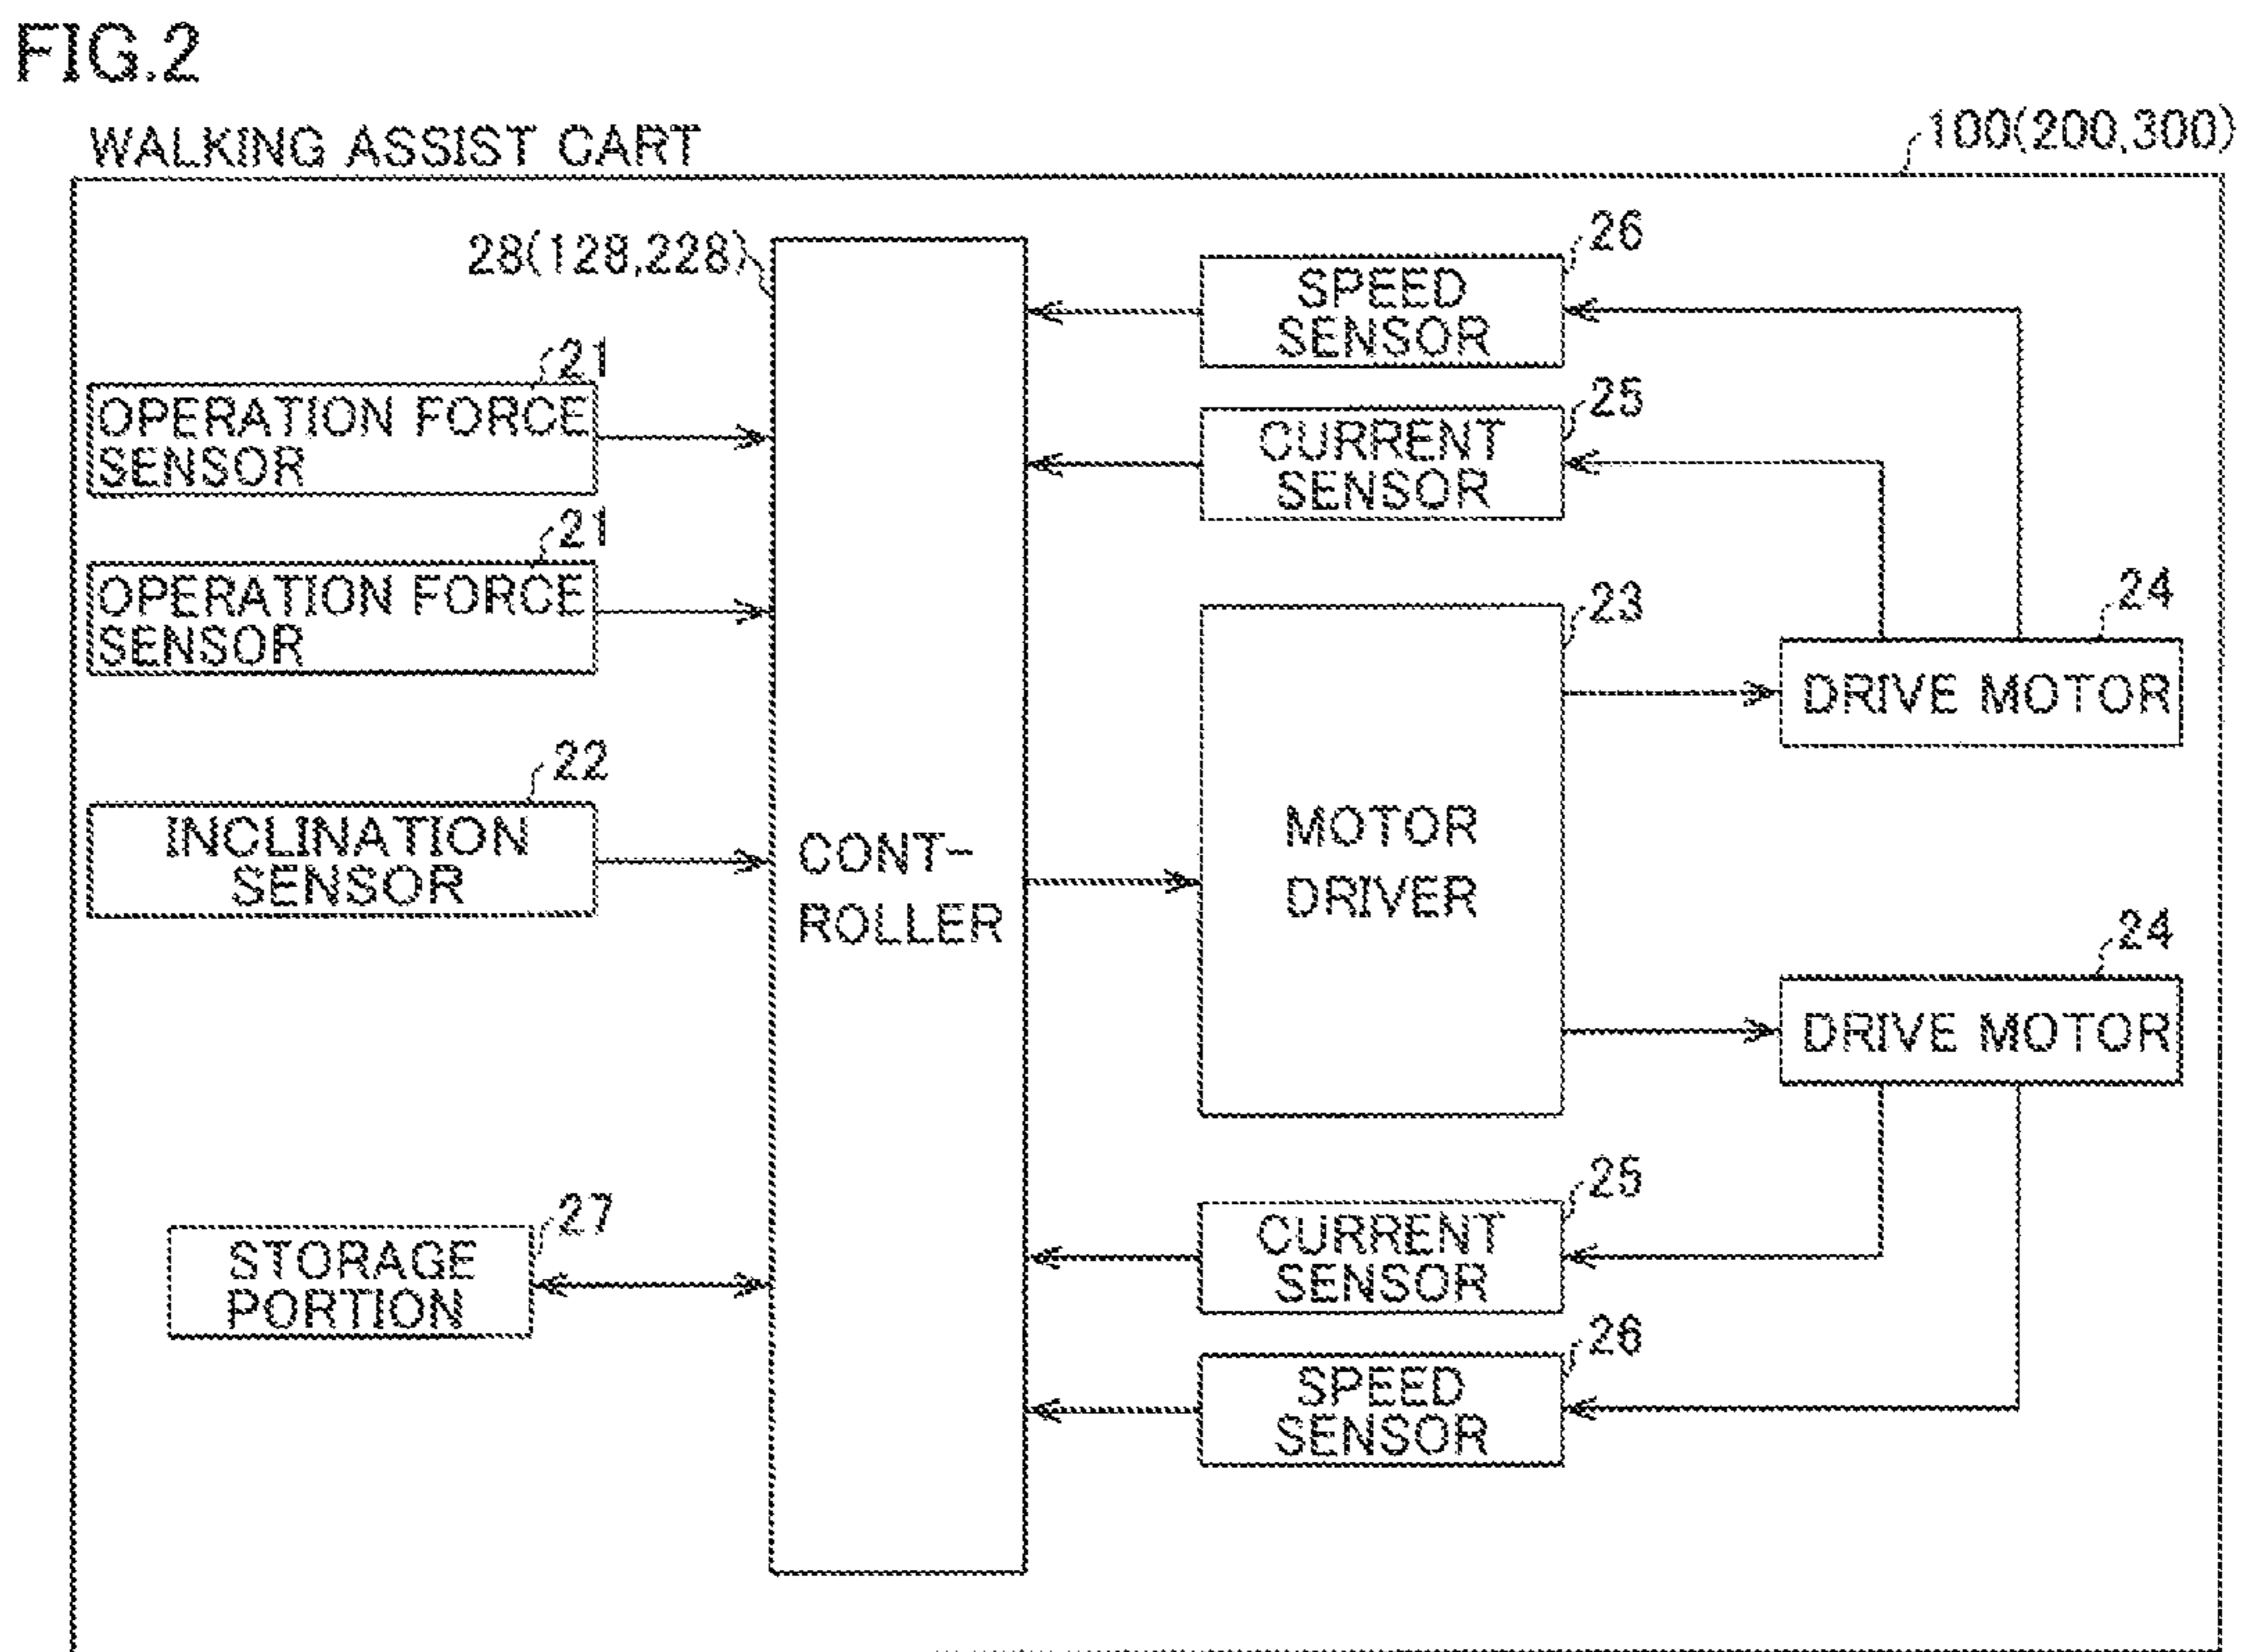 FIG.2
WALKING ASSIST CART
100(200,300)
28(128,228)
26
SPEED
SENSOR
21
OPERATION FORCE
SENSOR
25
CURRENT
SENSOR
21
OPERATION FORCE
SENSOR
23
24
DRIVE MOTOR
22
INCLINATION
SENSOR
CONT-
ROLLER
MOTOR
DRIVER
24
DRIVE MOTOR
27
STORAGE
PORTION
25
CURRENT
SENSOR
26
SPEED
SENSOR